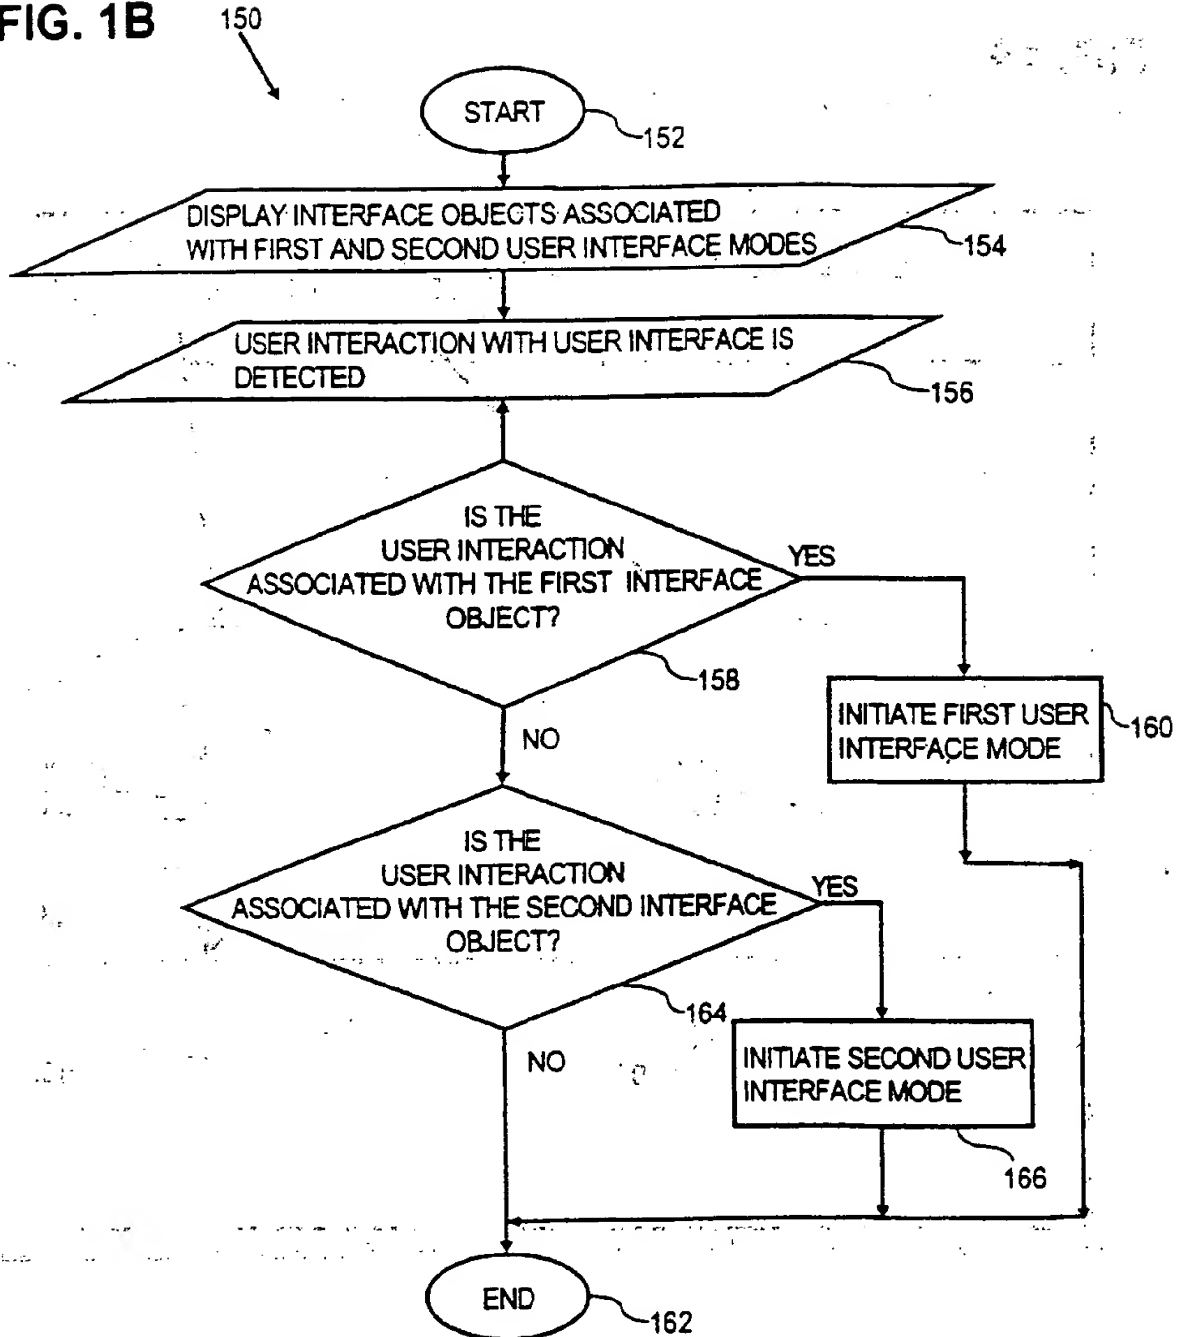 FIG. 1B
150
START
152
DISPLAY INTERFACE OBJECTS ASSOCIATED
WITH FIRST AND SECOND USER INTERFACE MODES
154
USER INTERACTION WITH USER INTERFACE IS
DETECTED
156
IS THE
USER INTERACTION
ASSOCIATED WITH THE FIRST INTERFACE
OBJECT?
YES
158
INITIATE FIRST USER
INTERFACE MODE
160
NO
IS THE
USER INTERACTION
ASSOCIATED WITH THE SECOND INTERFACE
OBJECT?
YES
164
INITIATE SECOND USER
INTERFACE MODE
NO
166
END
162